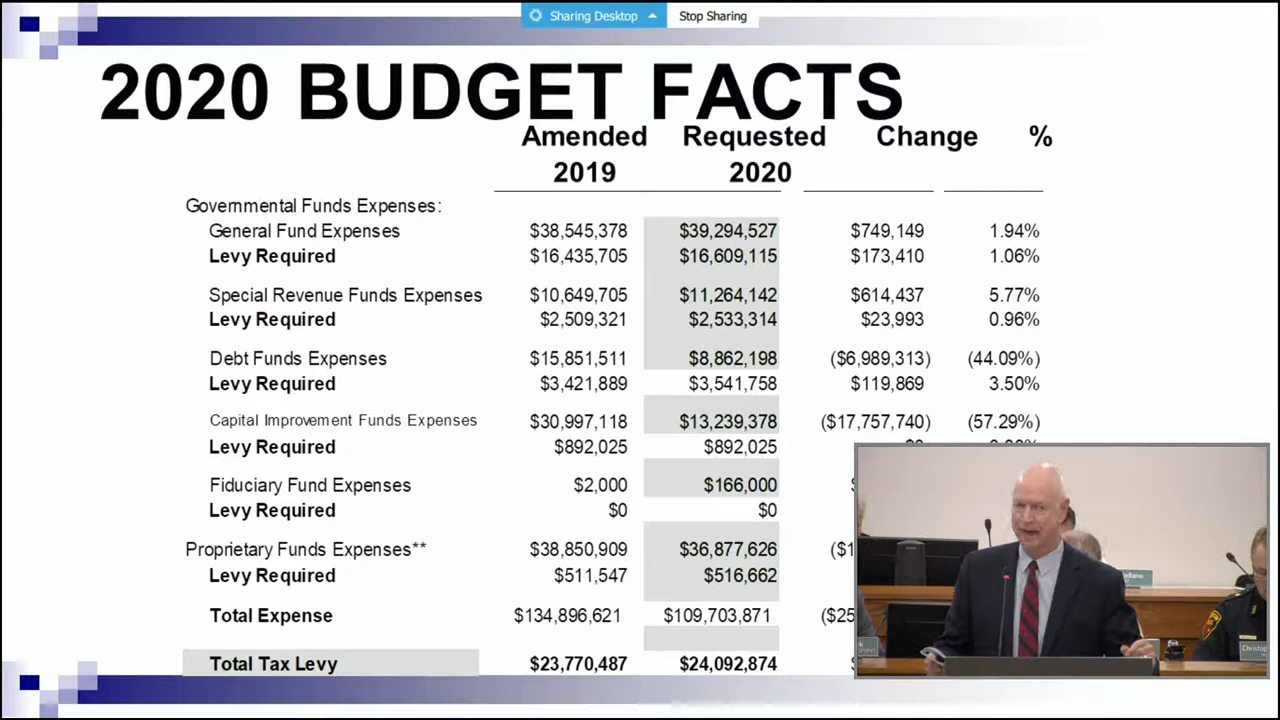 Sharing Desktop Stop Sharing
2020 BUDGET FACTS
Amended Requested Change %
2019 2020
Governmental Funds Expenses:
General Fund Expenses $38,545,378 $39,294,527 $749,149 1.94%
Levy Required $16,435,705 $16,609,115 $173,410 1.06%
Special Revenue Funds Expenses $10,649,705 $11,264,142 $614,437 5.77%
Levy Required $2,509,321 $2,533,314 $23,993 0.96%
Debt Funds Expenses $15,851,511 $8,862,198 ($6,989,313) (44.09%)
Levy Required $3,421,889 $3,541,758 $119,869 3.50%
Capital Improvement Funds Expenses $30,997,118 $13,239,378 ($17,757,740) (57.29%)
Levy Required $892,025 $892,025
Fiduciary Fund Expenses $2,000 $166,000
Levy Required $0 $0
Proprietary Funds Expenses** $38,850,909 $36,877,626 ($1
Levy Required $511,547 $516,662
Total Expense $134,896,621 $109,703,871 ($25
Total Tax Levy $23,770,487 $24,092,874
Christop